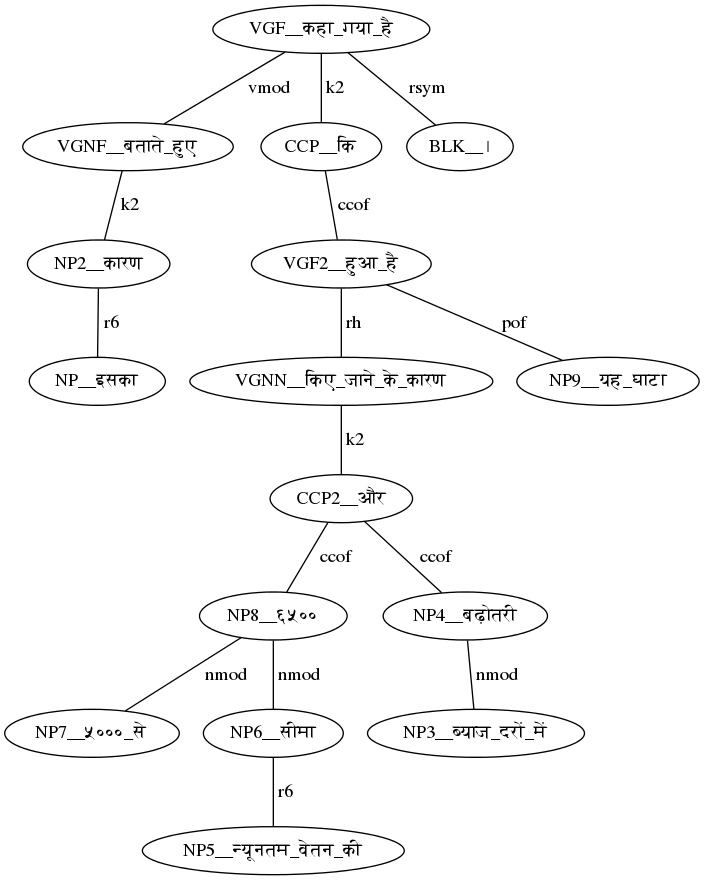 VGF__कहा_गया_है
vmod k2 rsym
VGNF__बताते_हुए CCP__कि BLK__।
k2 ccof
NP2__कारण VGF2__हुआ_है
r6 rh pof
NP__इसका VGNN__किए_जाने_के_कारण NP9__यह_घाटा
k2
CCP2__और
ccof ccof
NP8__६५०० NP4__बढ़ोतरी
nmod nmod nmod
NP7__५०००_से NP6__सीमा NP3__ब्याज_दरों_में
r6
NP5__न्यूनतम_वेतन_की